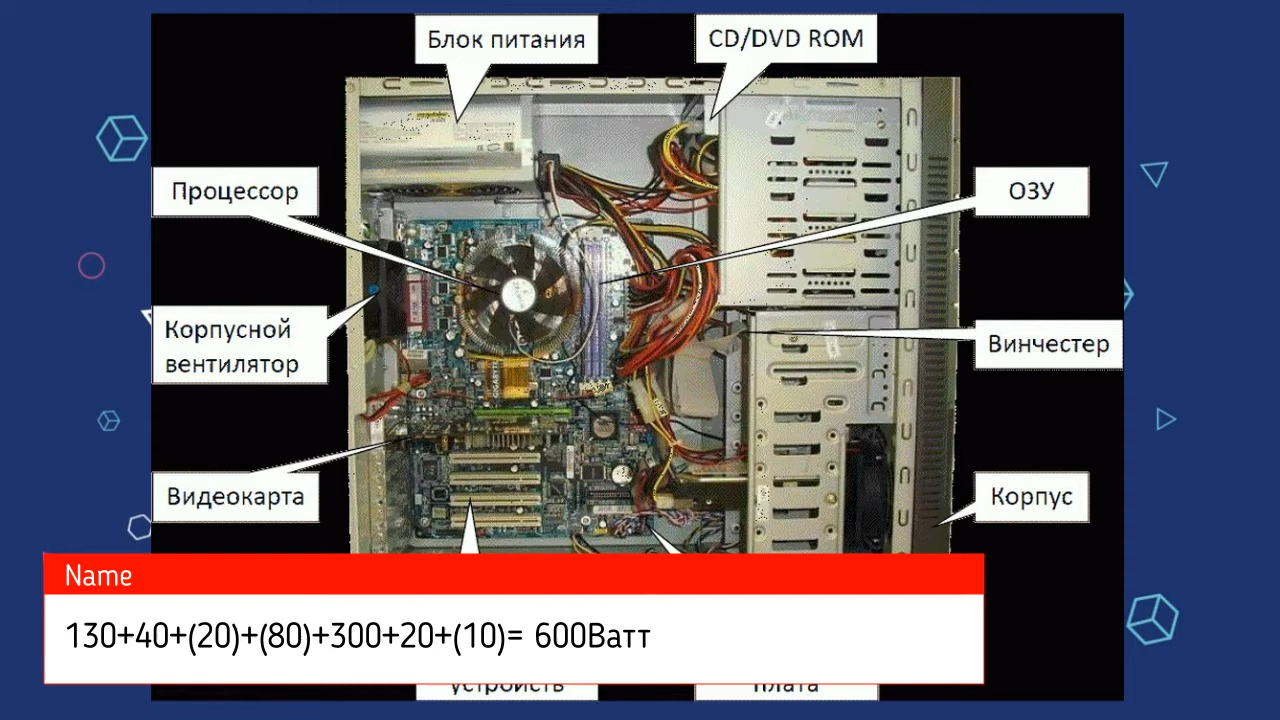 Блок питания
CD/DVD ROM
Процессор
ОЗУ
Корпусной
вентилятор
Винчестер
GIGABYTE
Видеокарта
Корпус
Name
130+40+(20)+(80)+300+20+(10)= 600Ватт
устройств
плата